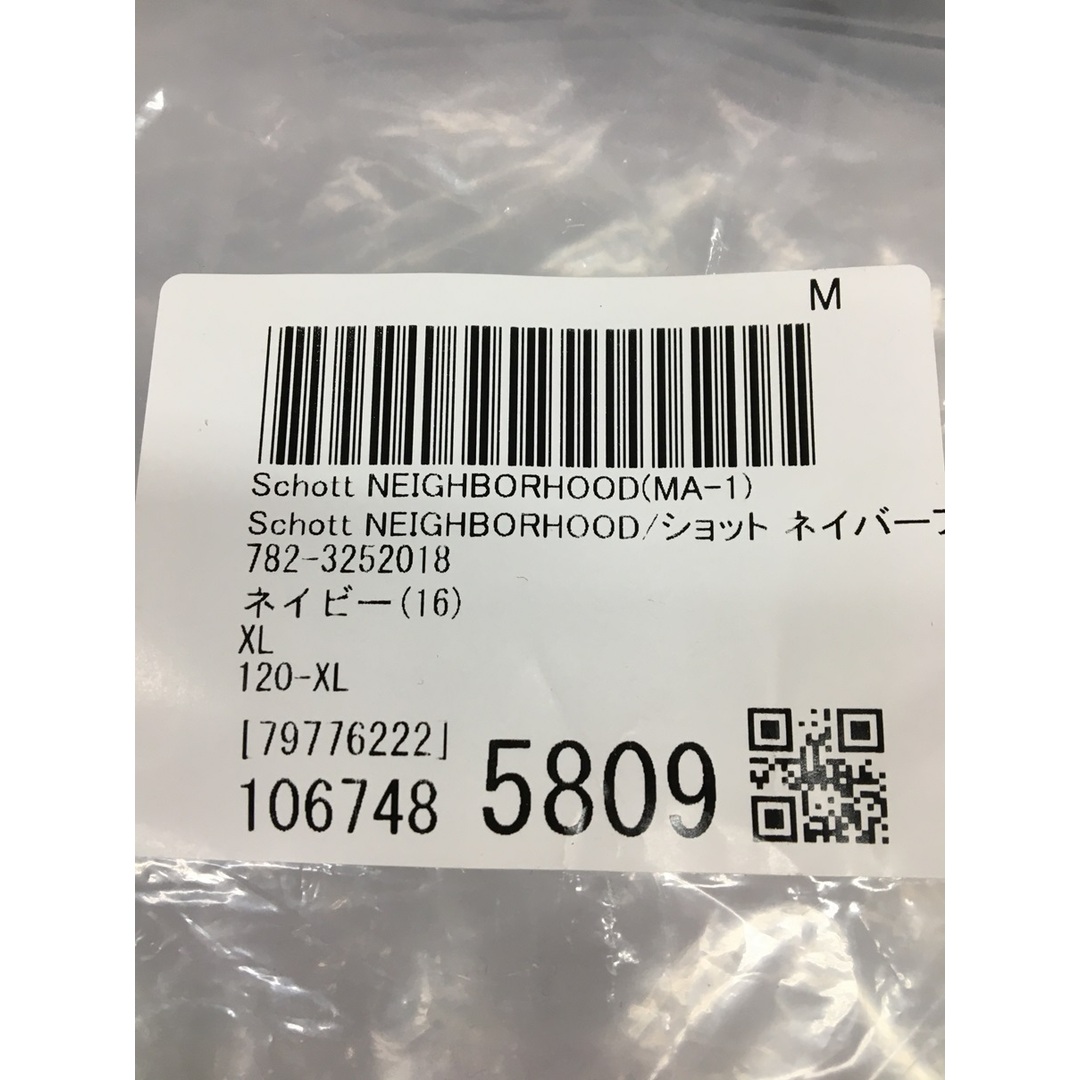 M
Schott NEIGHBORHOOD(MA-1)
Schott NEIGHBORHOOD/ショット ネイバーフ
782-3252018
ネイビー(16)
XL
120-XL
[79776222]
106748 5809